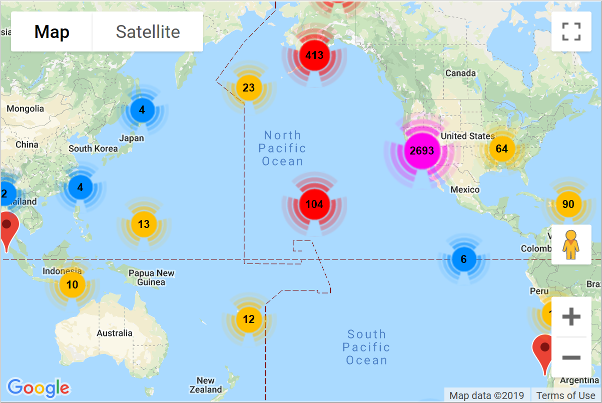 Map
Satellite
413
Canada
23
Mongolia
4
Japan
North
Pacific
Ocean
United States
China
South Korea
2693
64
Mexico
2
4
104
90
13
Indonesia
Papua New
Guinea
6
10
Peru
12
Australia
South
Pacific
Ocean
New
Zealand
Argentina
Google
Map data ©2019
Terms of Use